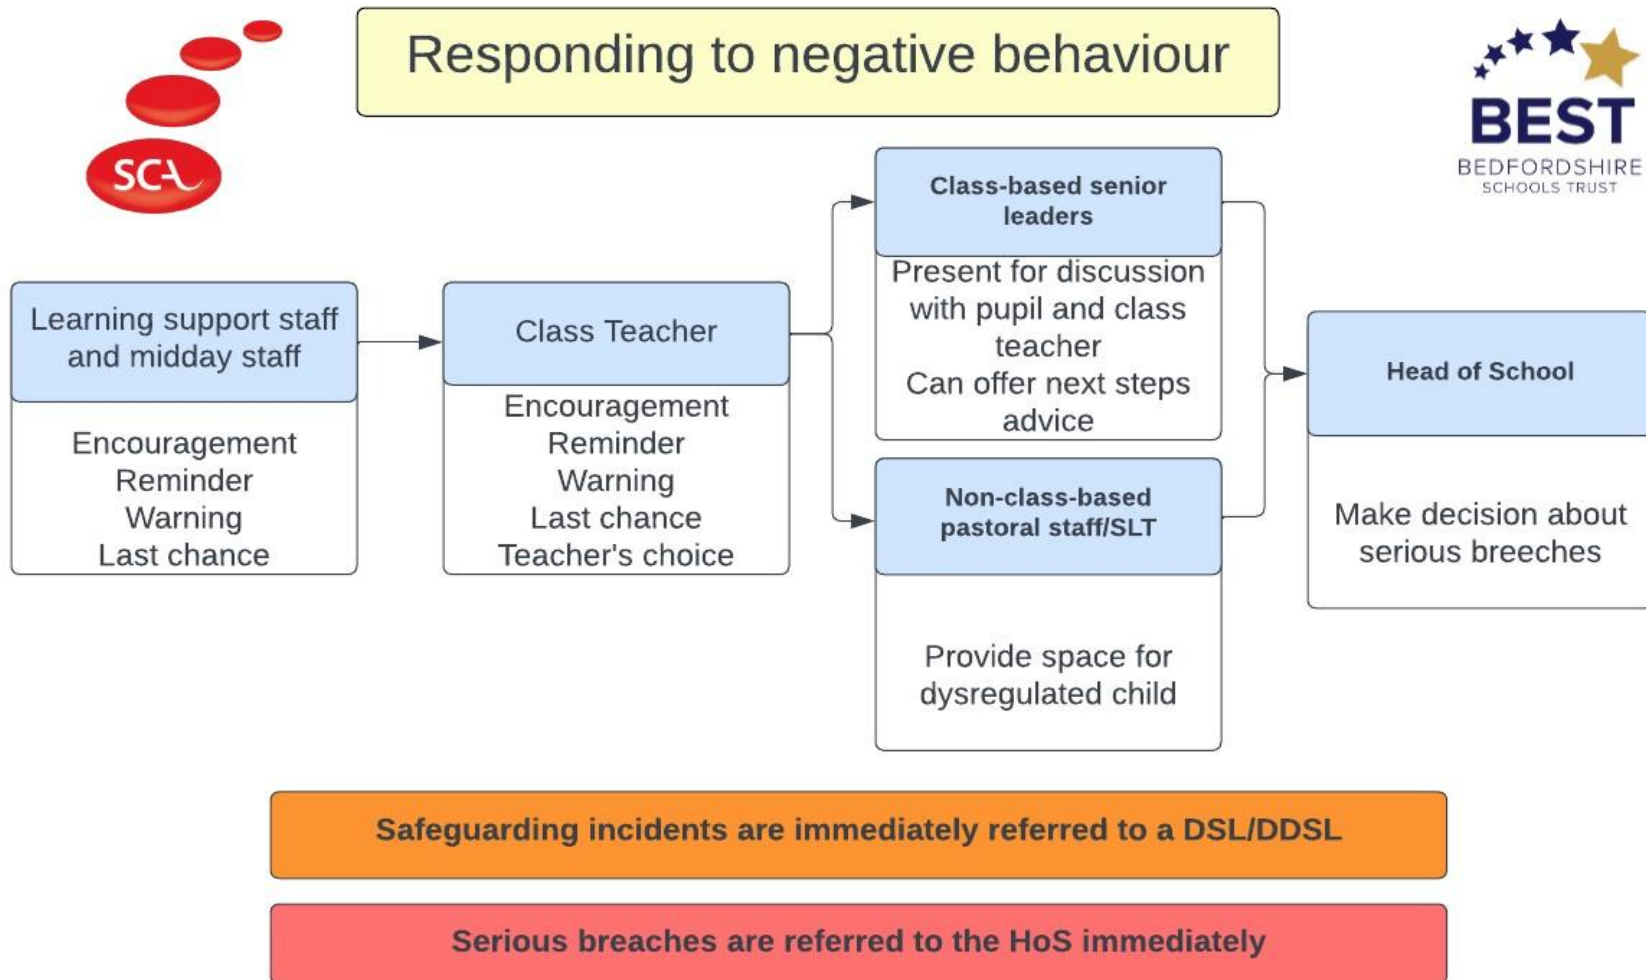 Responding to negative behaviour
SCA
BEST
BEDFORDSHIRE
SCHOOLS TRUST
Learning support staff
and midday staff
Encouragement
Reminder
Warning
Last chance
Class Teacher
Encouragement
Reminder
Warning
Last chance
Teacher's choice
Class-based senior
leaders
Present for discussion
with pupil and class
teacher
Can offer next steps
advice
Non-class-based
pastoral staff/SLT
Provide space for
dysregulated child
Head of School
Make decision about
serious breeches
Safeguarding incidents are immediately referred to a DSL/DDSL
Serious breaches are referred to the HoS immediately